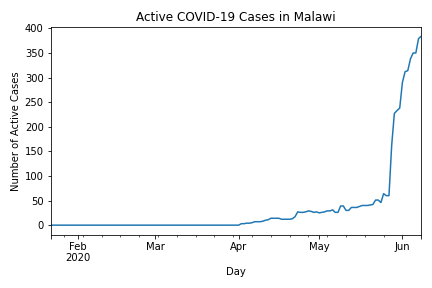 Active COVID-19 Cases in Malawi
Number of Active Cases
400
350
300
250
200
150
100
50
0
Feb
2020
Mar
Apr
May
Jun
Day